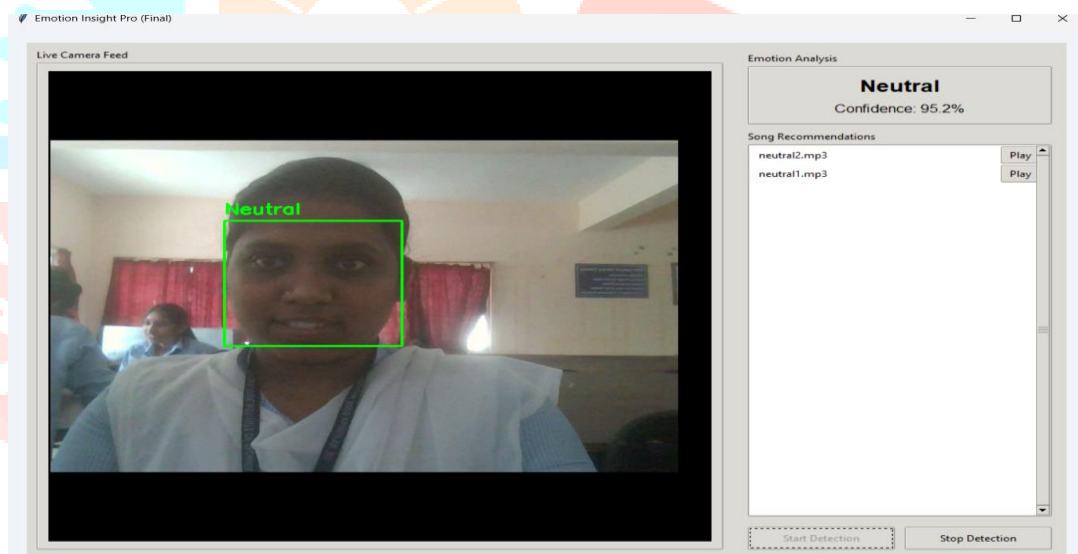 Emotion Insight Pro (Final)
Live Camera Feed
Neutral
Emotion Analysis
Neutral
Confidence: 95.2%
Song Recommendations
neutral2.mp3 Play
neutral1.mp3 Play
Start Detection Stop Detection